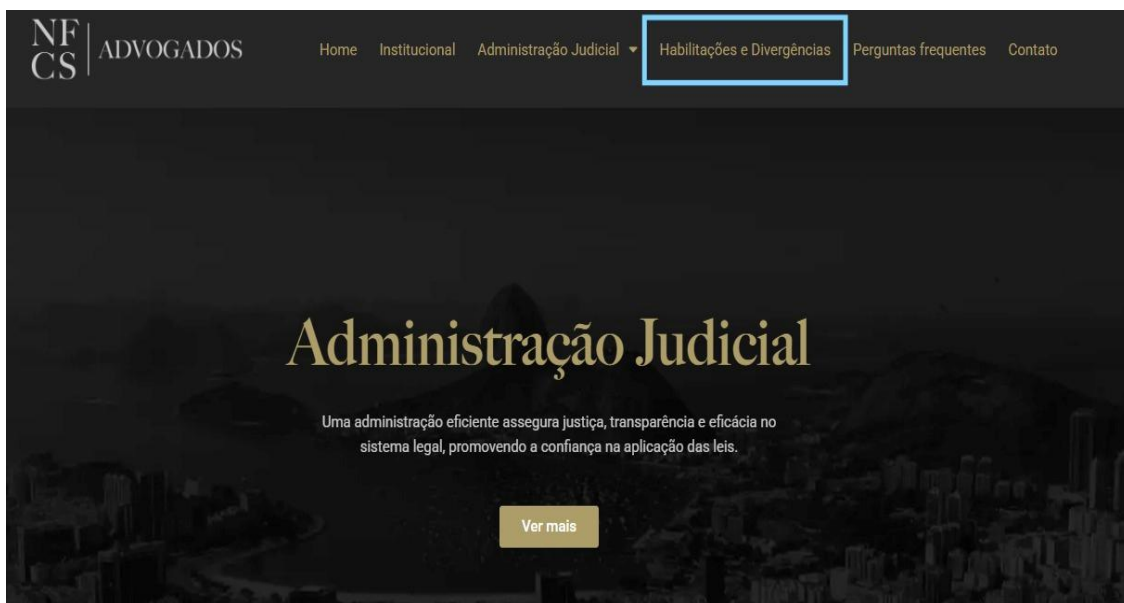 NF
CS
ADVOGADOS
Home Institucional Administração Judicial Habilitações e Divergências Perguntas frequentes Contato
Administração Judicial
Uma administração eficiente assegura justiça, transparência e eficácia no
sistema legal, promovendo a confiança na aplicação das leis.
Ver mais